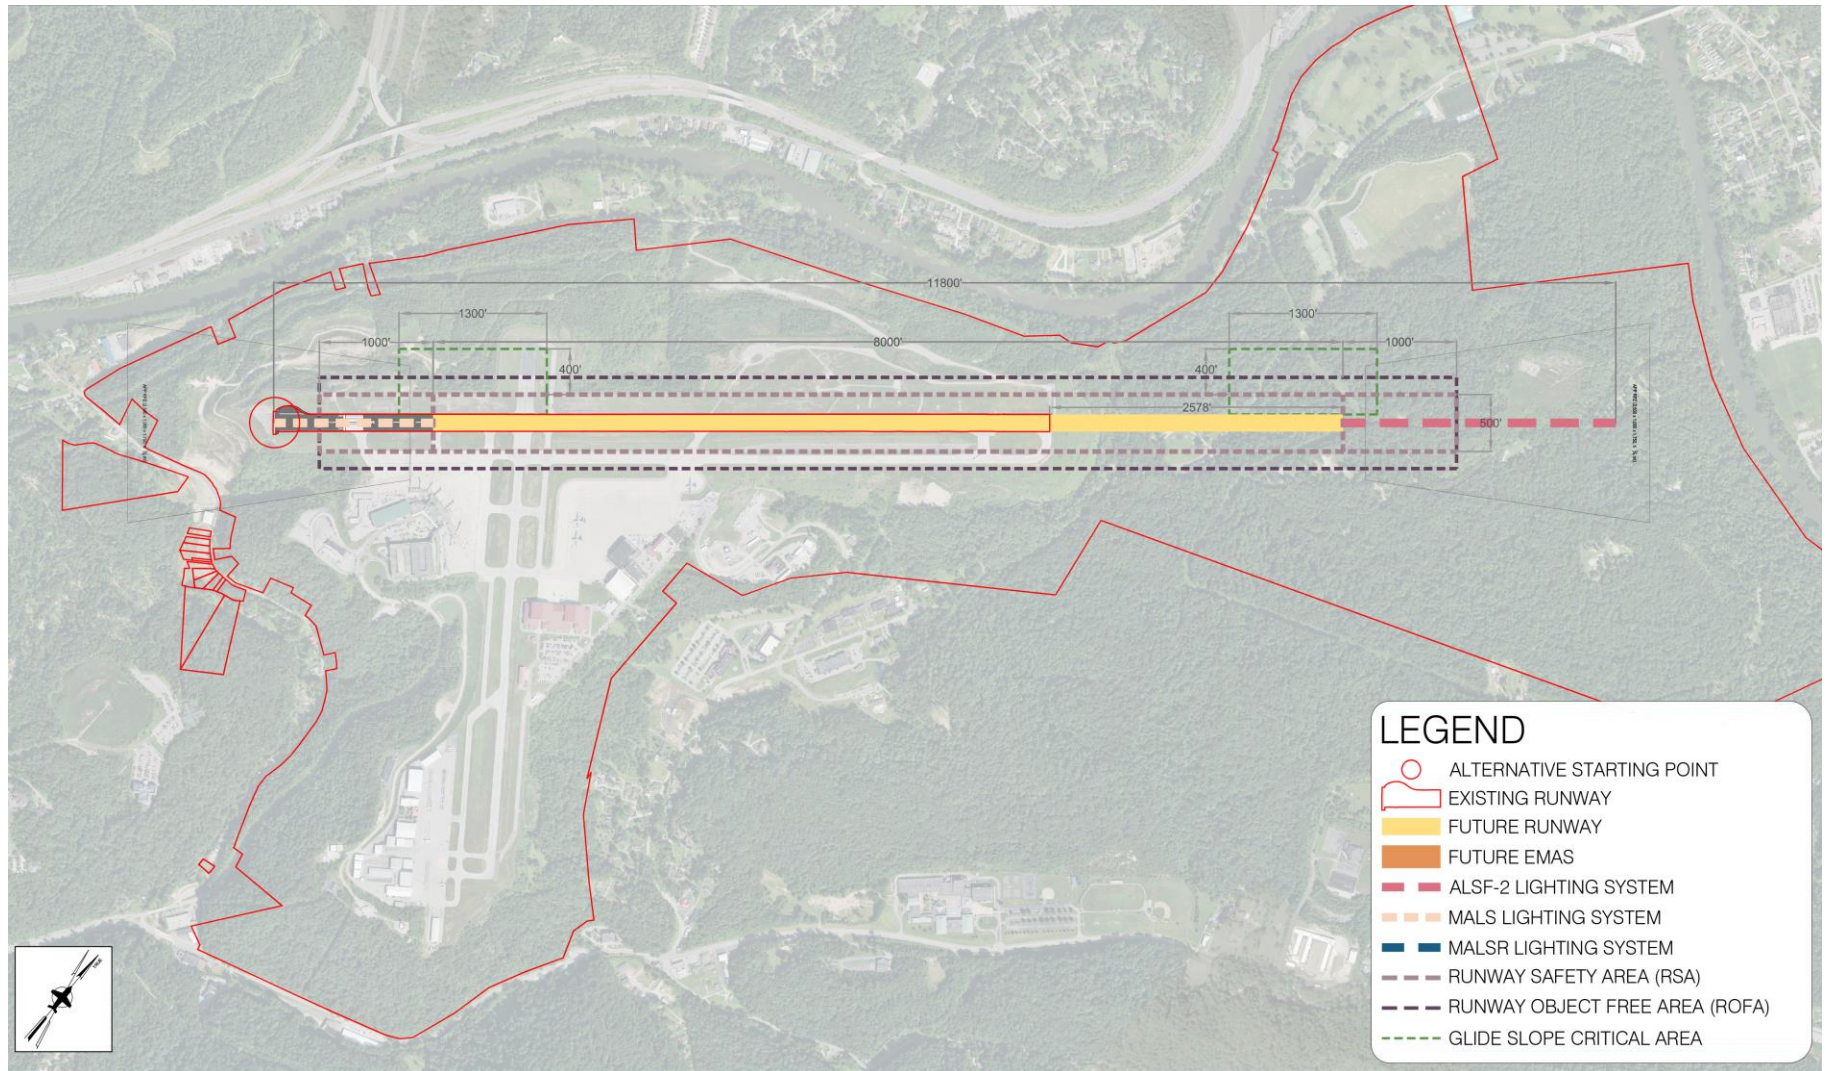 11800'
1300'
1300'
1000'
8000'
1000'
400'
400'
2578'
500'
LEGEND
ALTERNATIVE STARTING POINT
EXISTING RUNWAY
FUTURE RUNWAY
FUTURE EMAS
ALSF-2 LIGHTING SYSTEM
MALS LIGHTING SYSTEM
MALSR LIGHTING SYSTEM
RUNWAY SAFETY AREA (RSA)
RUNWAY OBJECT FREE AREA (ROFA)
GLIDE SLOPE CRITICAL AREA